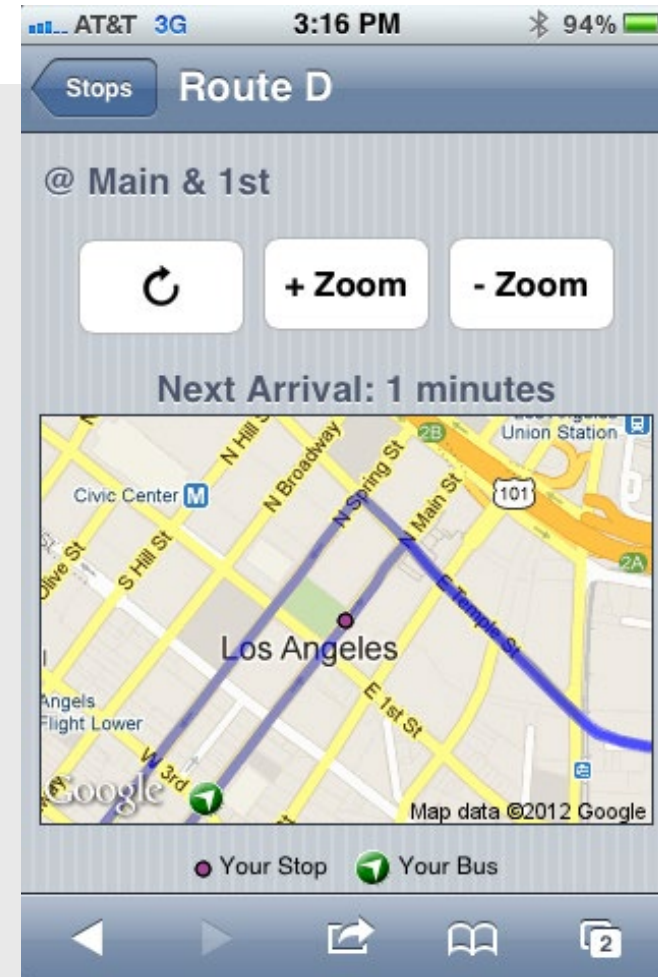 AT&T 3G 3:16 PM 94%
Stops Route D
@ Main & 1st
+ Zoom - Zoom
Next Arrival: 1 minutes
Union Station
2B
N Hill S
N Broadway
N Spring St
N Main St
101
Civic Center M
2A
Olive St
S Hill St
E Temple St
Los Angeles
E 1st St
Angels
Flight Lower
W 3rd
way
Google
Map data ©2012 Google
Your Stop Your Bus
2